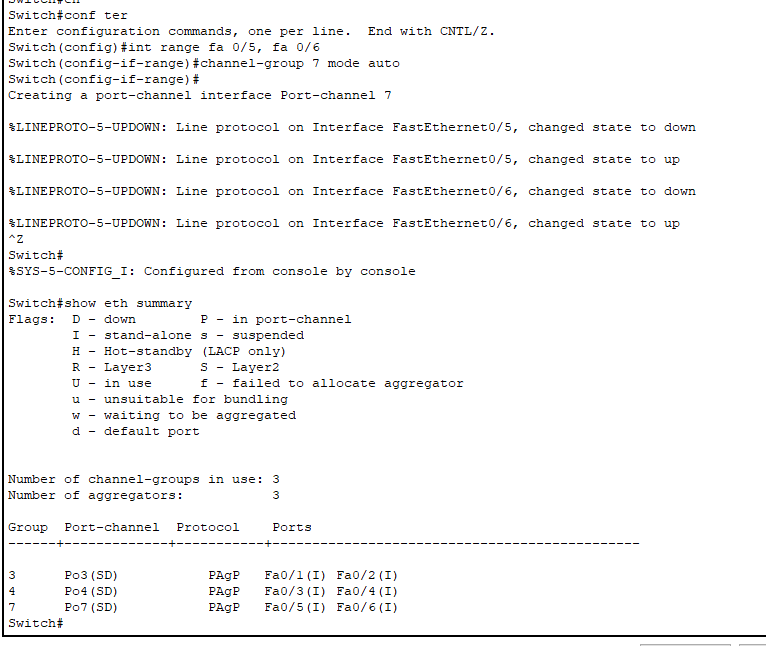 Switch>en
Switch#conf ter
Enter configuration commands, one per line.  End with CNTL/Z.
Switch(config)#int range fa 0/5, fa 0/6
Switch(config-if-range)#channel-group 7 mode auto
Switch(config-if-range)#
Creating a port-channel interface Port-channel 7
%LINEPROTO-5-UPDOWN: Line protocol on Interface FastEthernet0/5, changed state to down
%LINEPROTO-5-UPDOWN: Line protocol on Interface FastEthernet0/5, changed state to up
%LINEPROTO-5-UPDOWN: Line protocol on Interface FastEthernet0/6, changed state to down
%LINEPROTO-5-UPDOWN: Line protocol on Interface FastEthernet0/6, changed state to up
^Z
Switch#
%SYS-5-CONFIG_I: Configured from console by console
Switch#show eth summary
Flags:  D - down        P - in port-channel
        I - stand-alone s - suspended
        H - Hot-standby (LACP only)
        R - Layer3      S - Layer2
        U - in use      f - failed to allocate aggregator
        u - unsuitable for bundling
        w - waiting to be aggregated
        d - default port
Number of channel-groups in use: 3
Number of aggregators:           3
Group  Port-channel  Protocol    Ports
------+-------------+-----------+----------------------------------------------
3      Po3(SD)           PAgP   Fa0/1(I) Fa0/2(I)
4      Po4(SD)           PAgP   Fa0/3(I) Fa0/4(I)
7      Po7(SD)           PAgP   Fa0/5(I) Fa0/6(I)
Switch#